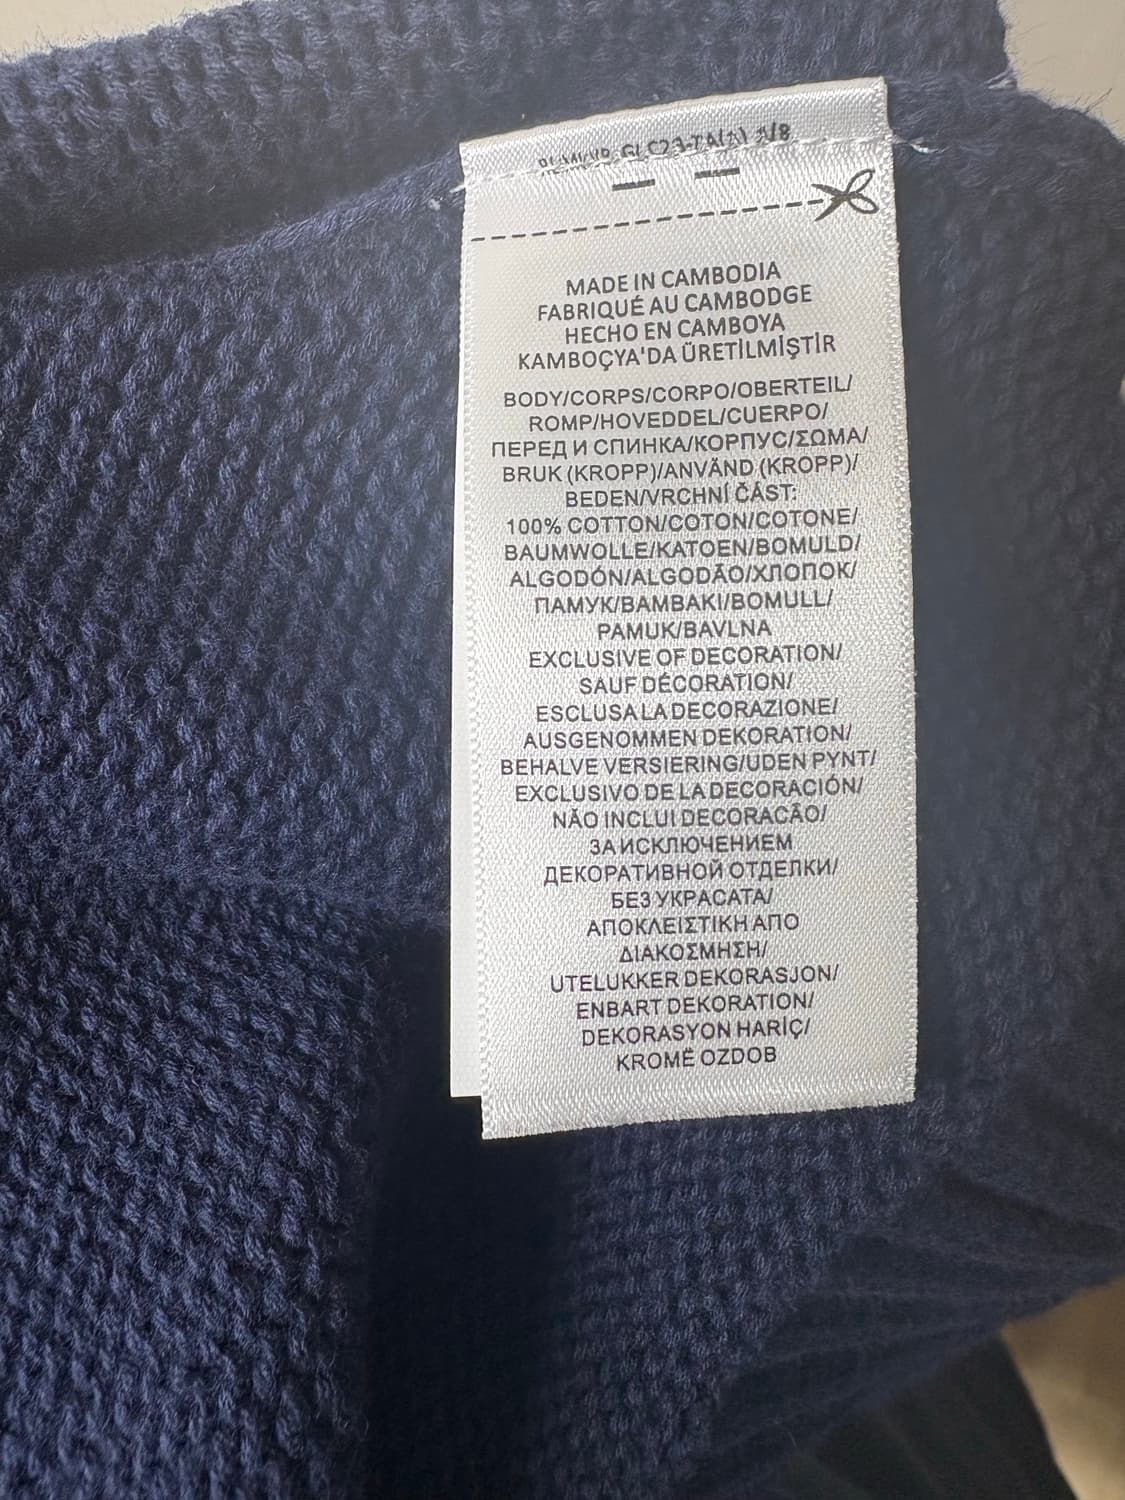 MADE IN CAMBODIA
FABRIQUÉ AU CAMBODGE
HECHO EN CAMBOYA
KAMBOÇYA'DA ÜRETİLMİŞTİR
BODY/CORPS/CORPO/OBERTEIL/
ROMP/HOVEDDEL/CUERPO/
ПЕРЕД И СПИНКА/КОРПУС/ΣΩΜΑ/
BRUK (KROPP)/ANVÄND (KROPP)/
BEDEN/VRCHNÍ ČÁST:
100% COTTON/COTON/COTONE/
BAUMWOLLE/KATOEN/BOMULD/
ALGODÓN/ALGODÃO/ХЛОПОК/
ПАМУК/ΒΑΜΒΑΚΙ/BOMULL/
PAMUK/BAVLNA
EXCLUSIVE OF DECORATION/
SAUF DÉCORATION/
ESCLUSA LA DECORAZIONE/
AUSGENOMMEN DEKORATION/
BEHALVE VERSIERING/UDEN PYNT/
EXCLUSIVO DE LA DECORACIÓN/
NÃO INCLUI DECORACÃO/
ЗА ИСКЛЮЧЕНИЕМ
ДЕКОРАТИВНОЙ ОТДЕЛКИ/
БЕЗ УКРАСАТА/
ΑΠΟΚΛΕΙΣΤΙΚΗ ΑΠΟ
ΔΙΑΚΟΣΜΗΣΗ/
UTELUKKER DEKORASJON/
ENBART DEKORATION/
DEKORASYON HARİÇ/
KROMĚ OZDOB